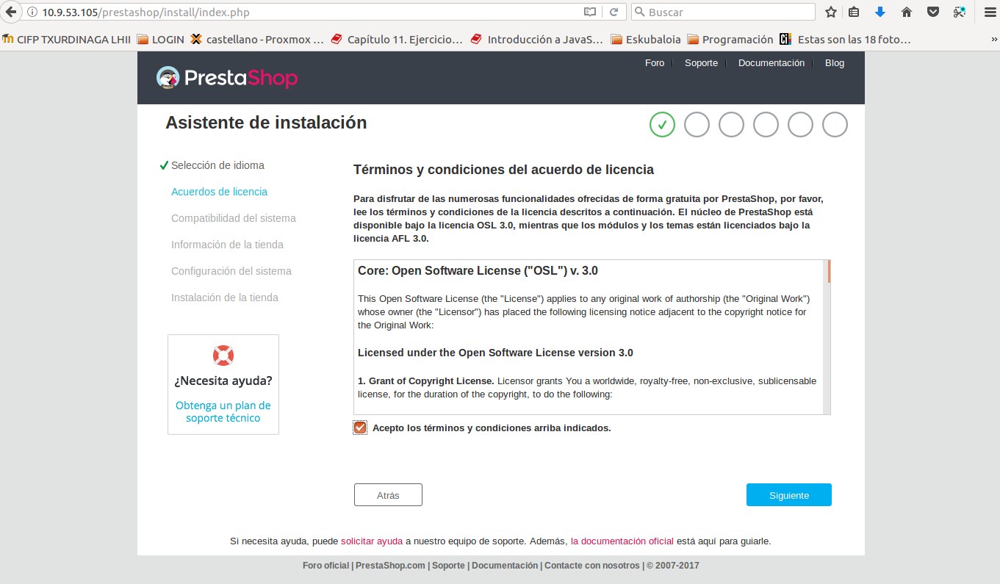 10.9.53.105/prestashop/install/index.php
Buscar
CIFP TXURDINAGA LHII
LOGIN
castellano - Proxmox ...
Capítulo 11. Ejercicio...
Introducción a JavaS...
Eskubaloia
Programación
Estas son las 18 foto...
»
PrestaShop
Foro
Soporte
Documentación
Blog
Asistente de instalación
Selección de idioma
Acuerdos de licencia
Compatibilidad del sistema
Información de la tienda
Configuración del sistema
Instalación de la tienda
¿Necesita ayuda?
Obtenga un plan de
soporte técnico
Términos y condiciones del acuerdo de licencia
Para disfrutar de las numerosas funcionalidades ofrecidas de forma gratuita por PrestaShop, por favor,
lee los términos y condiciones de la licencia descritos a continuación. El núcleo de PrestaShop está
disponible bajo la licencia OSL 3.0, mientras que los módulos y los temas están licenciados bajo la
licencia AFL 3.0.
Core: Open Software License ("OSL") v. 3.0
This Open Software License (the "License") applies to any original work of authorship (the "Original Work")
whose owner (the "Licensor") has placed the following licensing notice adjacent to the copyright notice for
the Original Work:
Licensed under the Open Software License version 3.0
1. Grant of Copyright License. Licensor grants You a worldwide, royalty-free, non-exclusive, sublicensable
license, for the duration of the copyright, to do the following:
Acepto los términos y condiciones arriba indicados.
Atrás
Siguiente
Si necesita ayuda, puede solicitar ayuda a nuestro equipo de soporte. Además, la documentación oficial está aquí para guiarle.
Foro oficial | PrestaShop.com | Soporte | Documentación | Contacte con nosotros | © 2007-2017